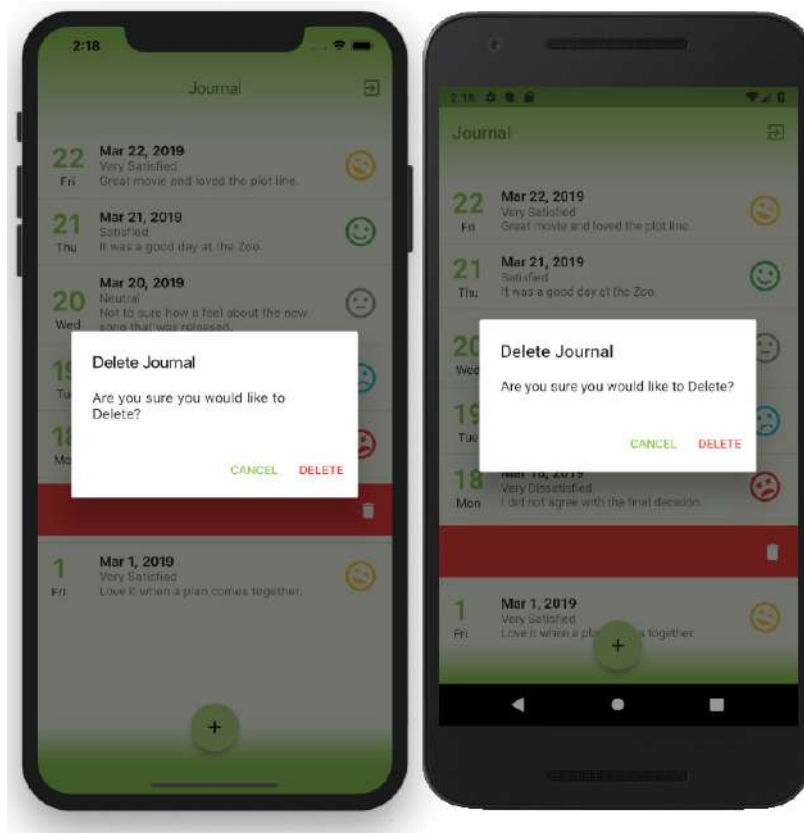 2:18
Journal
22
Fri
Mar 22, 2019
Very Satisfied
Great movie and loved the plot line.
21
Thu
Mar 21, 2019
Satisfied
It was a good day at the Zoo.
20
Wed
Mar 20, 2019
Neutral
Not to sure how a feel about the new
song that was released.
Delete Journal
Are you sure you would like to
Delete?
CANCEL DELETE
1
Fri
Mar 1, 2019
Very Satisfied
Love it when a plan comes together.
+
2:18
Journal
22
Fri
Mar 22, 2019
Very Satisfied
Great movie and loved the plot line.
21
Thu
Mar 21, 2019
Satisfied
It was a good day at the Zoo.
20
Wed
19
Tue
Delete Journal
Are you sure you would like to Delete?
CANCEL DELETE
18
Mon
Mar 18, 2019
Very Dissatisfied
I did not agree with the final decision.
1
Fri
Mar 1, 2019
Very Satisfied
Love it when a together.
+